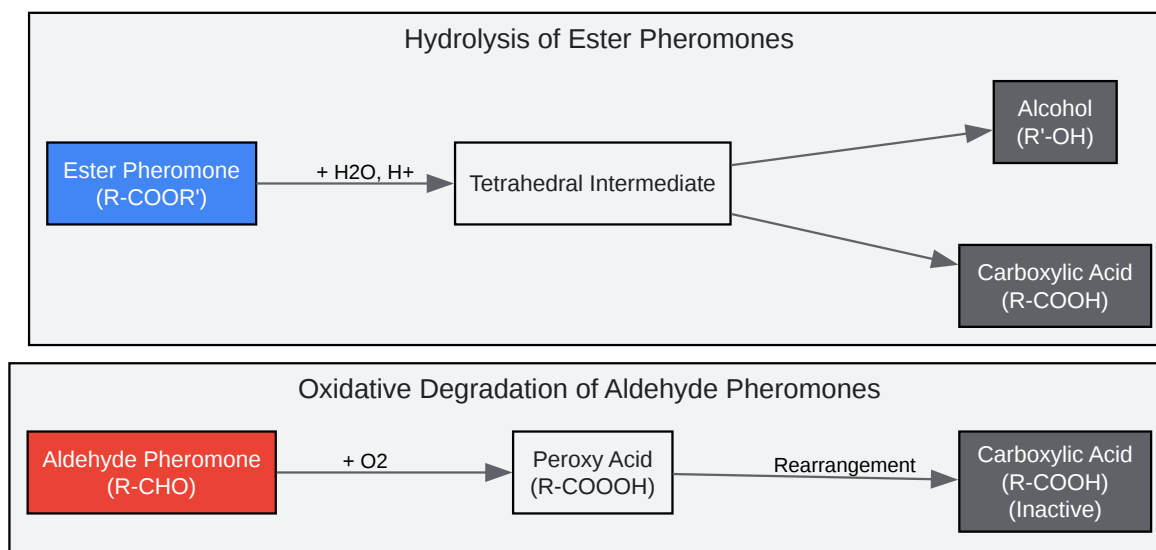 Hydrolysis of Ester Pheromones
Ester Pheromone
(R-COOR')
+ H2O, H+
Tetrahedral Intermediate
Alcohol
(R'-OH)
Carboxylic Acid
(R-COOH)
Oxidative Degradation of Aldehyde Pheromones
Aldehyde Pheromone
(R-CHO)
+ O2
Peroxy Acid
(R-COOOH)
Rearrangement
Carboxylic Acid
(R-COOH)
(Inactive)